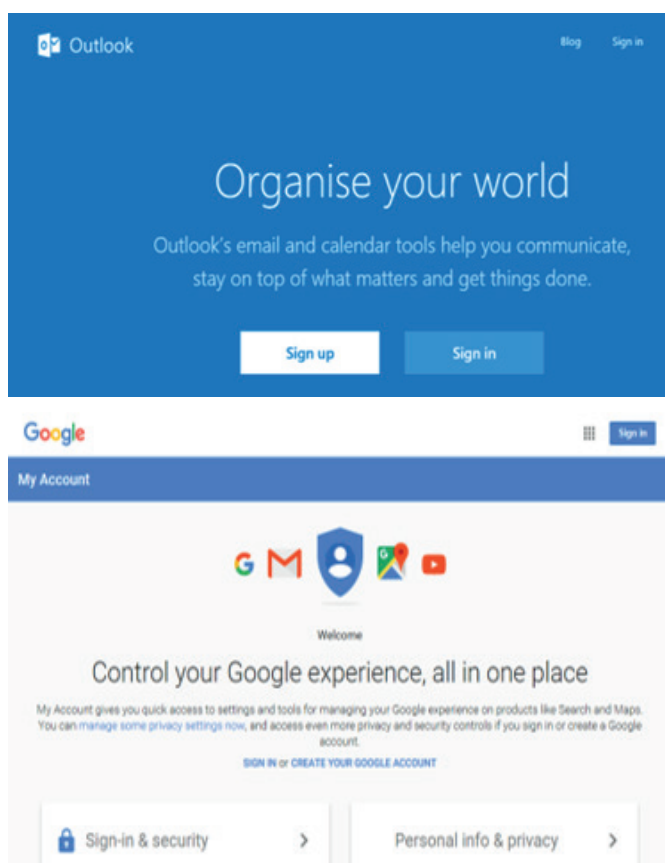 Outlook
Blog Sign in
Organise your world
Outlook's email and calendar tools help you communicate,
stay on top of what matters and get things done.
Sign up Sign in
Google
Sign in
My Account
Welcome
Control your Google experience, all in one place
My Account gives you quick access to settings and tools for managing your Google experience on products like Search and Maps.
You can manage some privacy settings now, and access even more privacy and security controls if you sign in or create a Google
account.
SIGN IN or CREATE YOUR GOOGLE ACCOUNT
Sign-in & security
Personal info & privacy